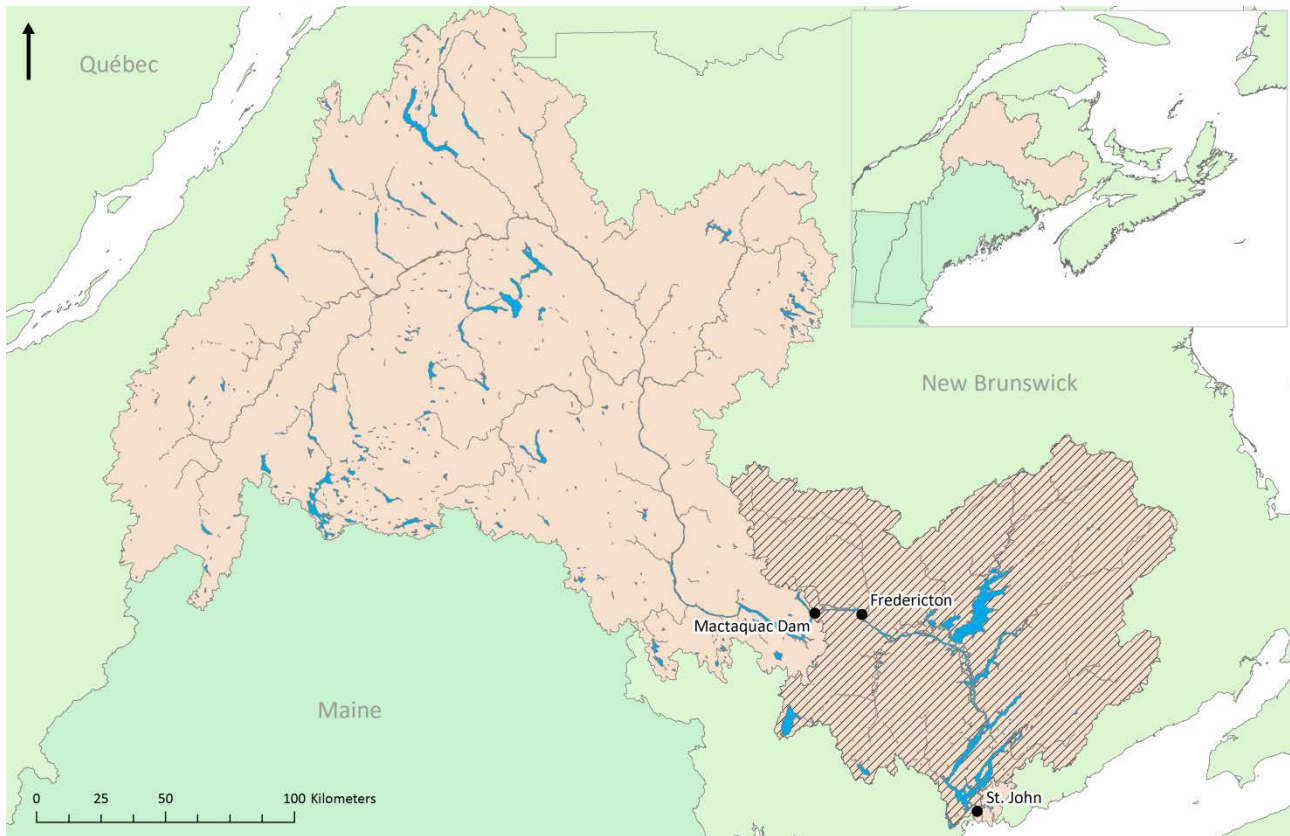 Québec
New Brunswick
Fredericton
Mactaquac Dam
Maine
St. John
0 25 50 100 Kilometers